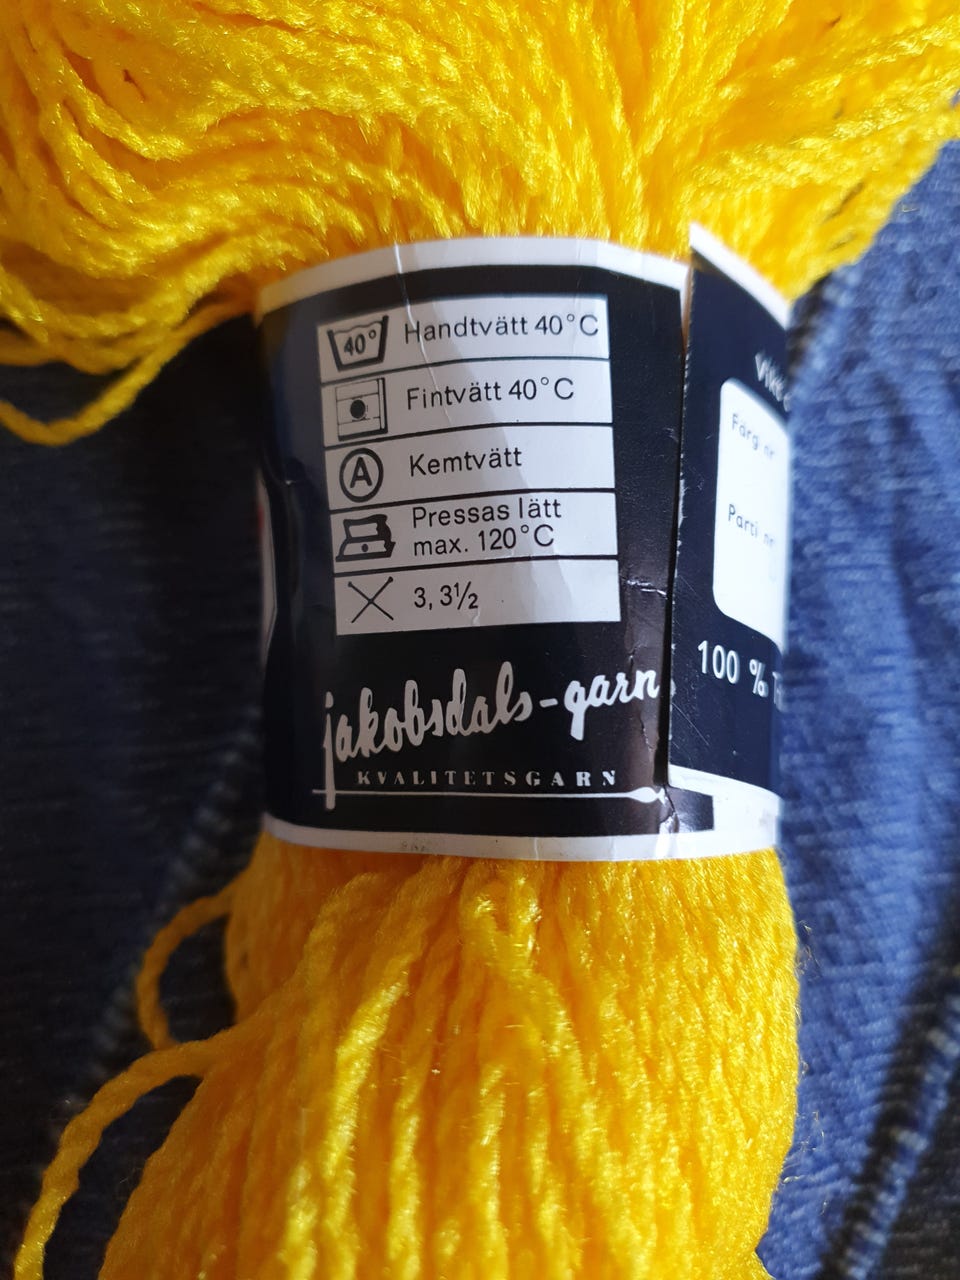 40°
Handtvätt 40°C
Fintvätt 40°C
A
Kemtvätt
Pressas lätt
max. 120°C
3, 3½
jakobsdals-garn
KVALITETSGARN
Färg nr
Parti nr
100 %